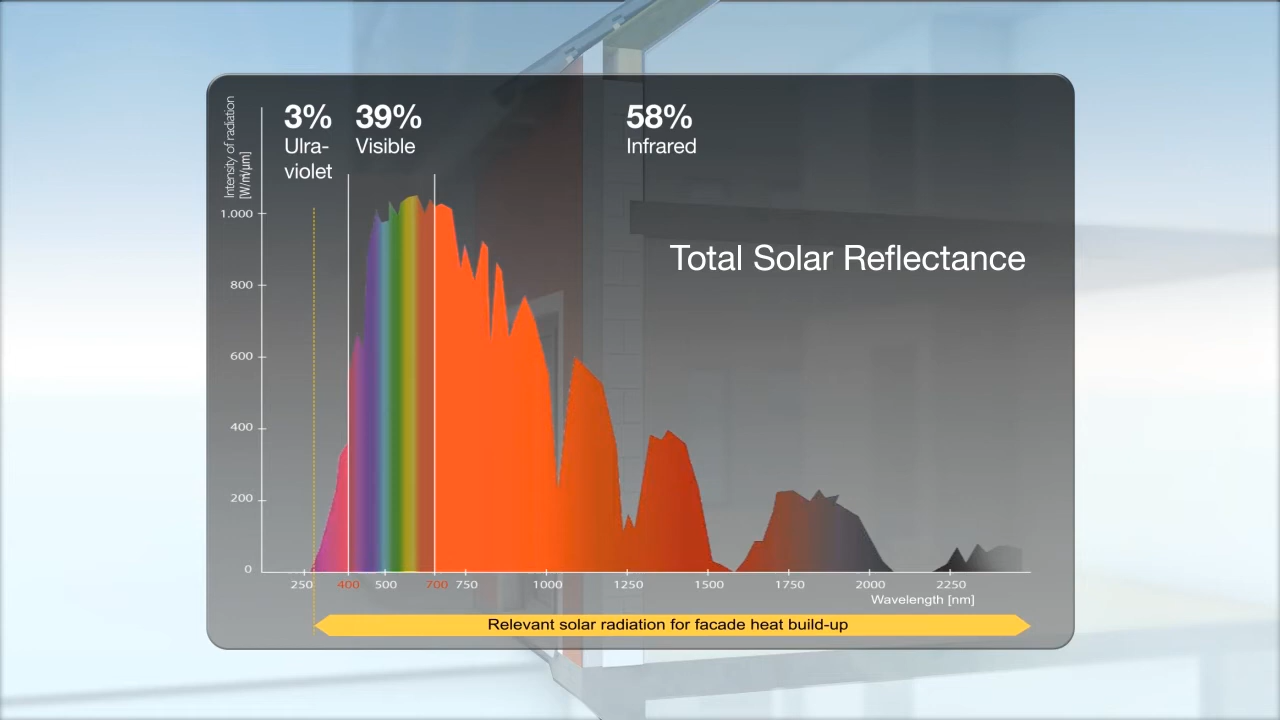 3% 39% 58%
Ulra- Visible Infrared
violet
Intensity of radiation
[W/m²/µm]
Total Solar Reflectance
1.000
800
600
400
200
0
250 400 500 700 750 1000 1250 1500 1750 2000 2250
Wavelength [nm]
Relevant solar radiation for facade heat build-up